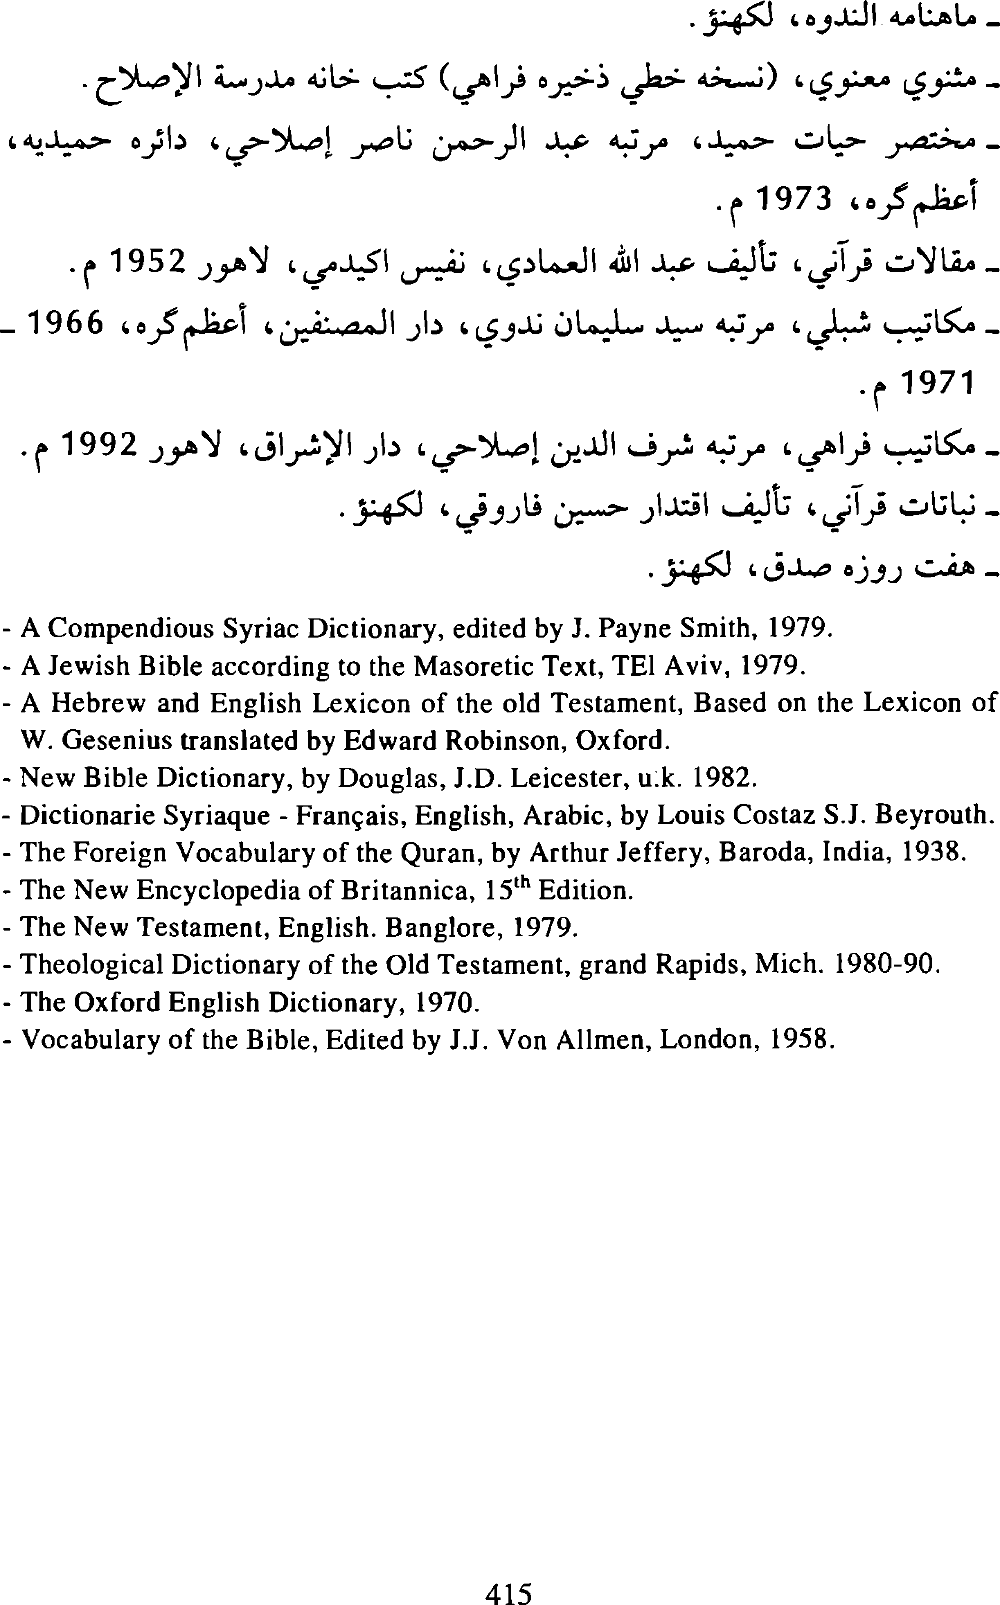 ـ ماهنامه الندوه، لكهنؤ.
ـ مثنوي معنوي، (نسخه خطي ذخيره فراهي) كتب خانه مدرسة الإصلاح.
ـ مختصر حيات حميد، مرتبه عبد الرحمن ناصر إصلاحي، دائره حميديه،
أعظم گره، 1973 م.
ـ مقالات قرآني، تأليف عبد الله العمادي، نفيس اكيدمي، لاهور 1952 م.
ـ مكاتيب شبلي، مرتبه سيد سليمان ندوي، دار المصنفين، أعظم گره، 1966 ـ
1971 م.
ـ مكاتيب فراهي، مرتبه شرف الدين إصلاحي، دار الإشراق، لاهور 1992 م.
ـ نباتات قرآني، تأليف اقتدار حسين فاروقي، لكهنؤ.
ـ هفت روزه صدق، لكهنؤ.
- A Compendious Syriac Dictionary, edited by J. Payne Smith, 1979.
- A Jewish Bible according to the Masoretic Text, TEl Aviv, 1979.
- A Hebrew and English Lexicon of the old Testament, Based on the Lexicon of
W. Gesenius translated by Edward Robinson, Oxford.
- New Bible Dictionary, by Douglas, J.D. Leicester, u.k. 1982.
- Dictionarie Syriaque - Français, English, Arabic, by Louis Costaz S.J. Beyrouth.
- The Foreign Vocabulary of the Quran, by Arthur Jeffery, Baroda, India, 1938.
- The New Encyclopedia of Britannica, 15th Edition.
- The New Testament, English. Banglore, 1979.
- Theological Dictionary of the Old Testament, grand Rapids, Mich. 1980-90.
- The Oxford English Dictionary, 1970.
- Vocabulary of the Bible, Edited by J.J. Von Allmen, London, 1958.
415